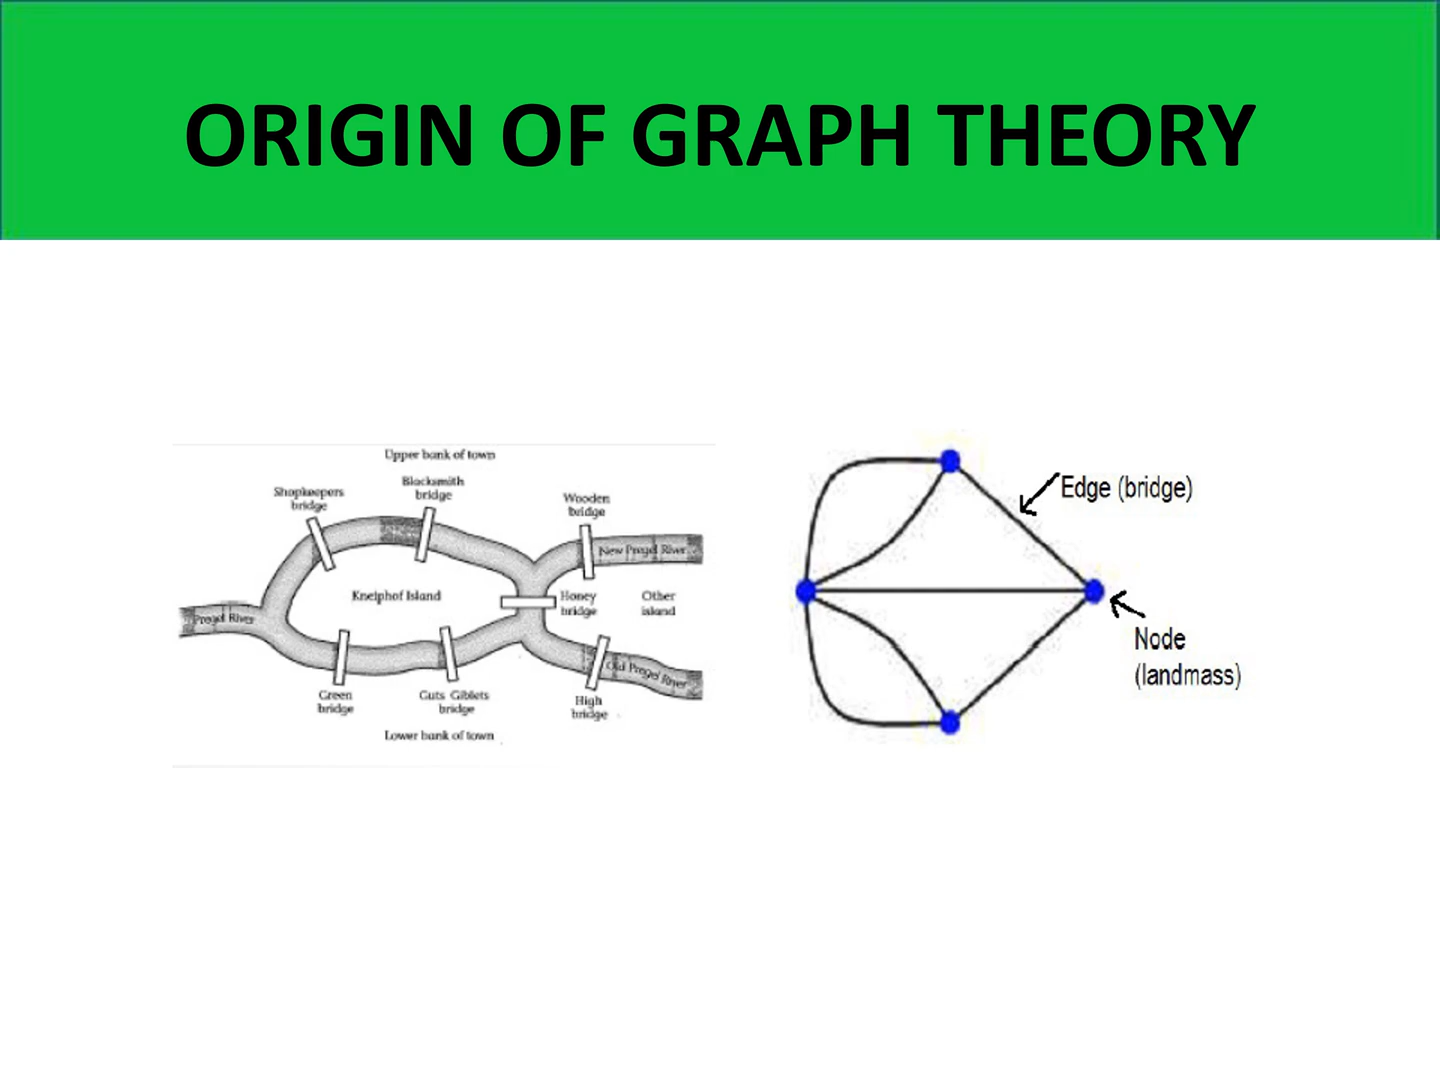 ORIGIN OF GRAPH THEORY
Upper bank of town
Shopkeepers
bridge
Blacksmith
bridge
Wooden
bridge
New Pregel River
Pregel River
Kneiphof Island
Honey
bridge
Other
island
Old Pregel River
Green
bridge
Guts Giblets
bridge
High
bridge
Lower bank of town
Edge (bridge)
Node
(landmass)